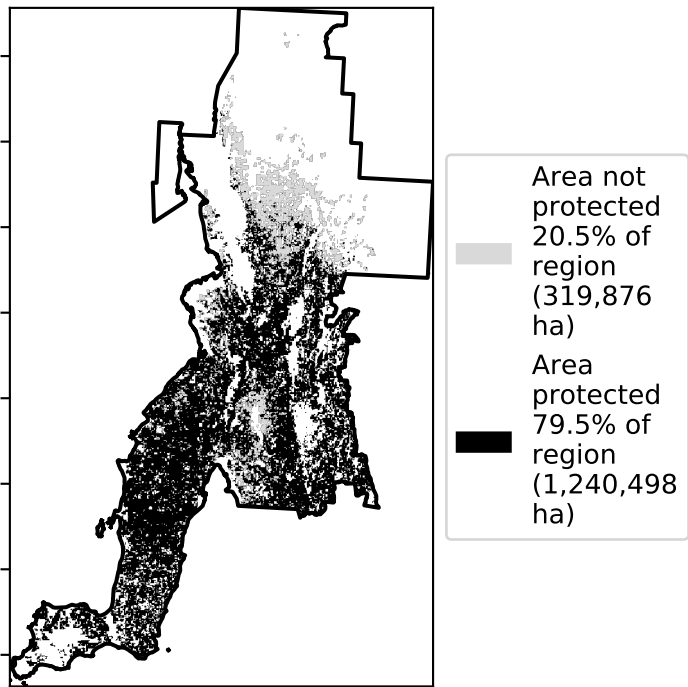 Area not
protected
20.5% of
region
(319,876
ha)
Area
protected
79.5% of
region
(1,240,498
ha)